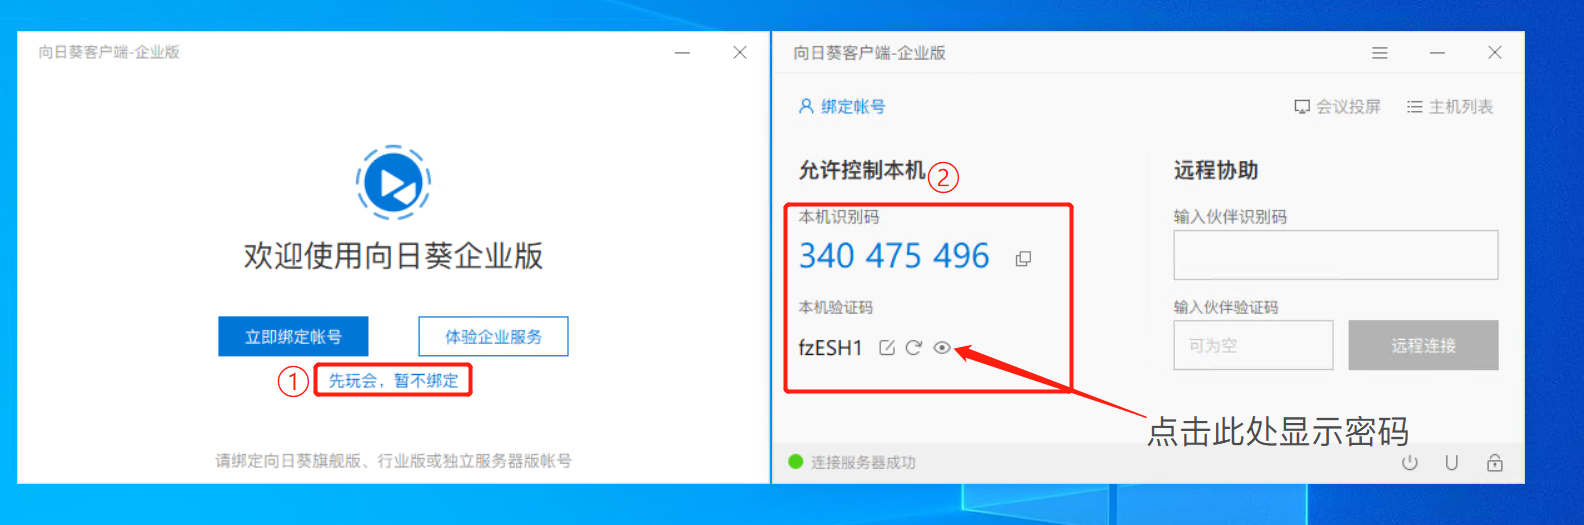 向日葵客户端-企业版
欢迎使用向日葵企业版
立即绑定帐号
体验企业服务
①
先玩会，暂不绑定
请绑定向日葵旗舰版、行业版或独立服务器版帐号
向日葵客户端-企业版
绑定帐号
会议投屏
主机列表
允许控制本机
②
本机识别码
340 475 496
本机验证码
fzESH1
远程协助
输入伙伴识别码
输入伙伴验证码
可为空
远程连接
点击此处显示密码
连接服务器成功